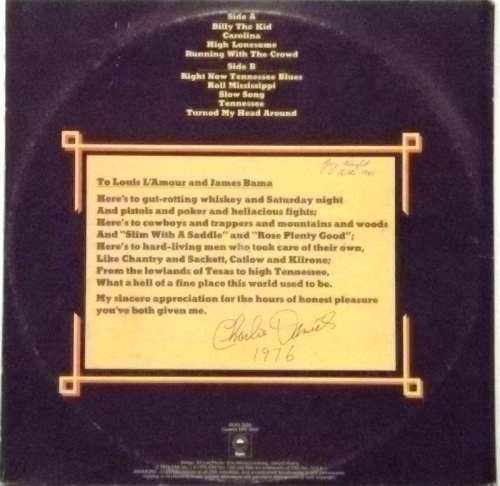 Side A
Billy The Kid
Carolina
High Lonesome
Running With The Crowd
Side B
Right Now Tennessee Blues
Roll Mississippi
Slow Song
Tennessee
Turned My Head Around
To Louis L'Amour and James Bama
Here's to gut-rotting whiskey and Saturday night
And pistols and poker and hellacious fights;
Here's to cowboys and trappers and mountains and woods
And "Slim With A Saddle" and "Rose Plenty Good";
Here's to hard-living men who took care of their own,
Like Chantry and Sackett, Catlow and Kilrone;
From the lowlands of Texas to high Tennessee,
What a hell of a fine place this world used to be.
My sincere appreciation for the hours of honest pleasure
you've both given me.
Charlie Daniels
1976
Epic